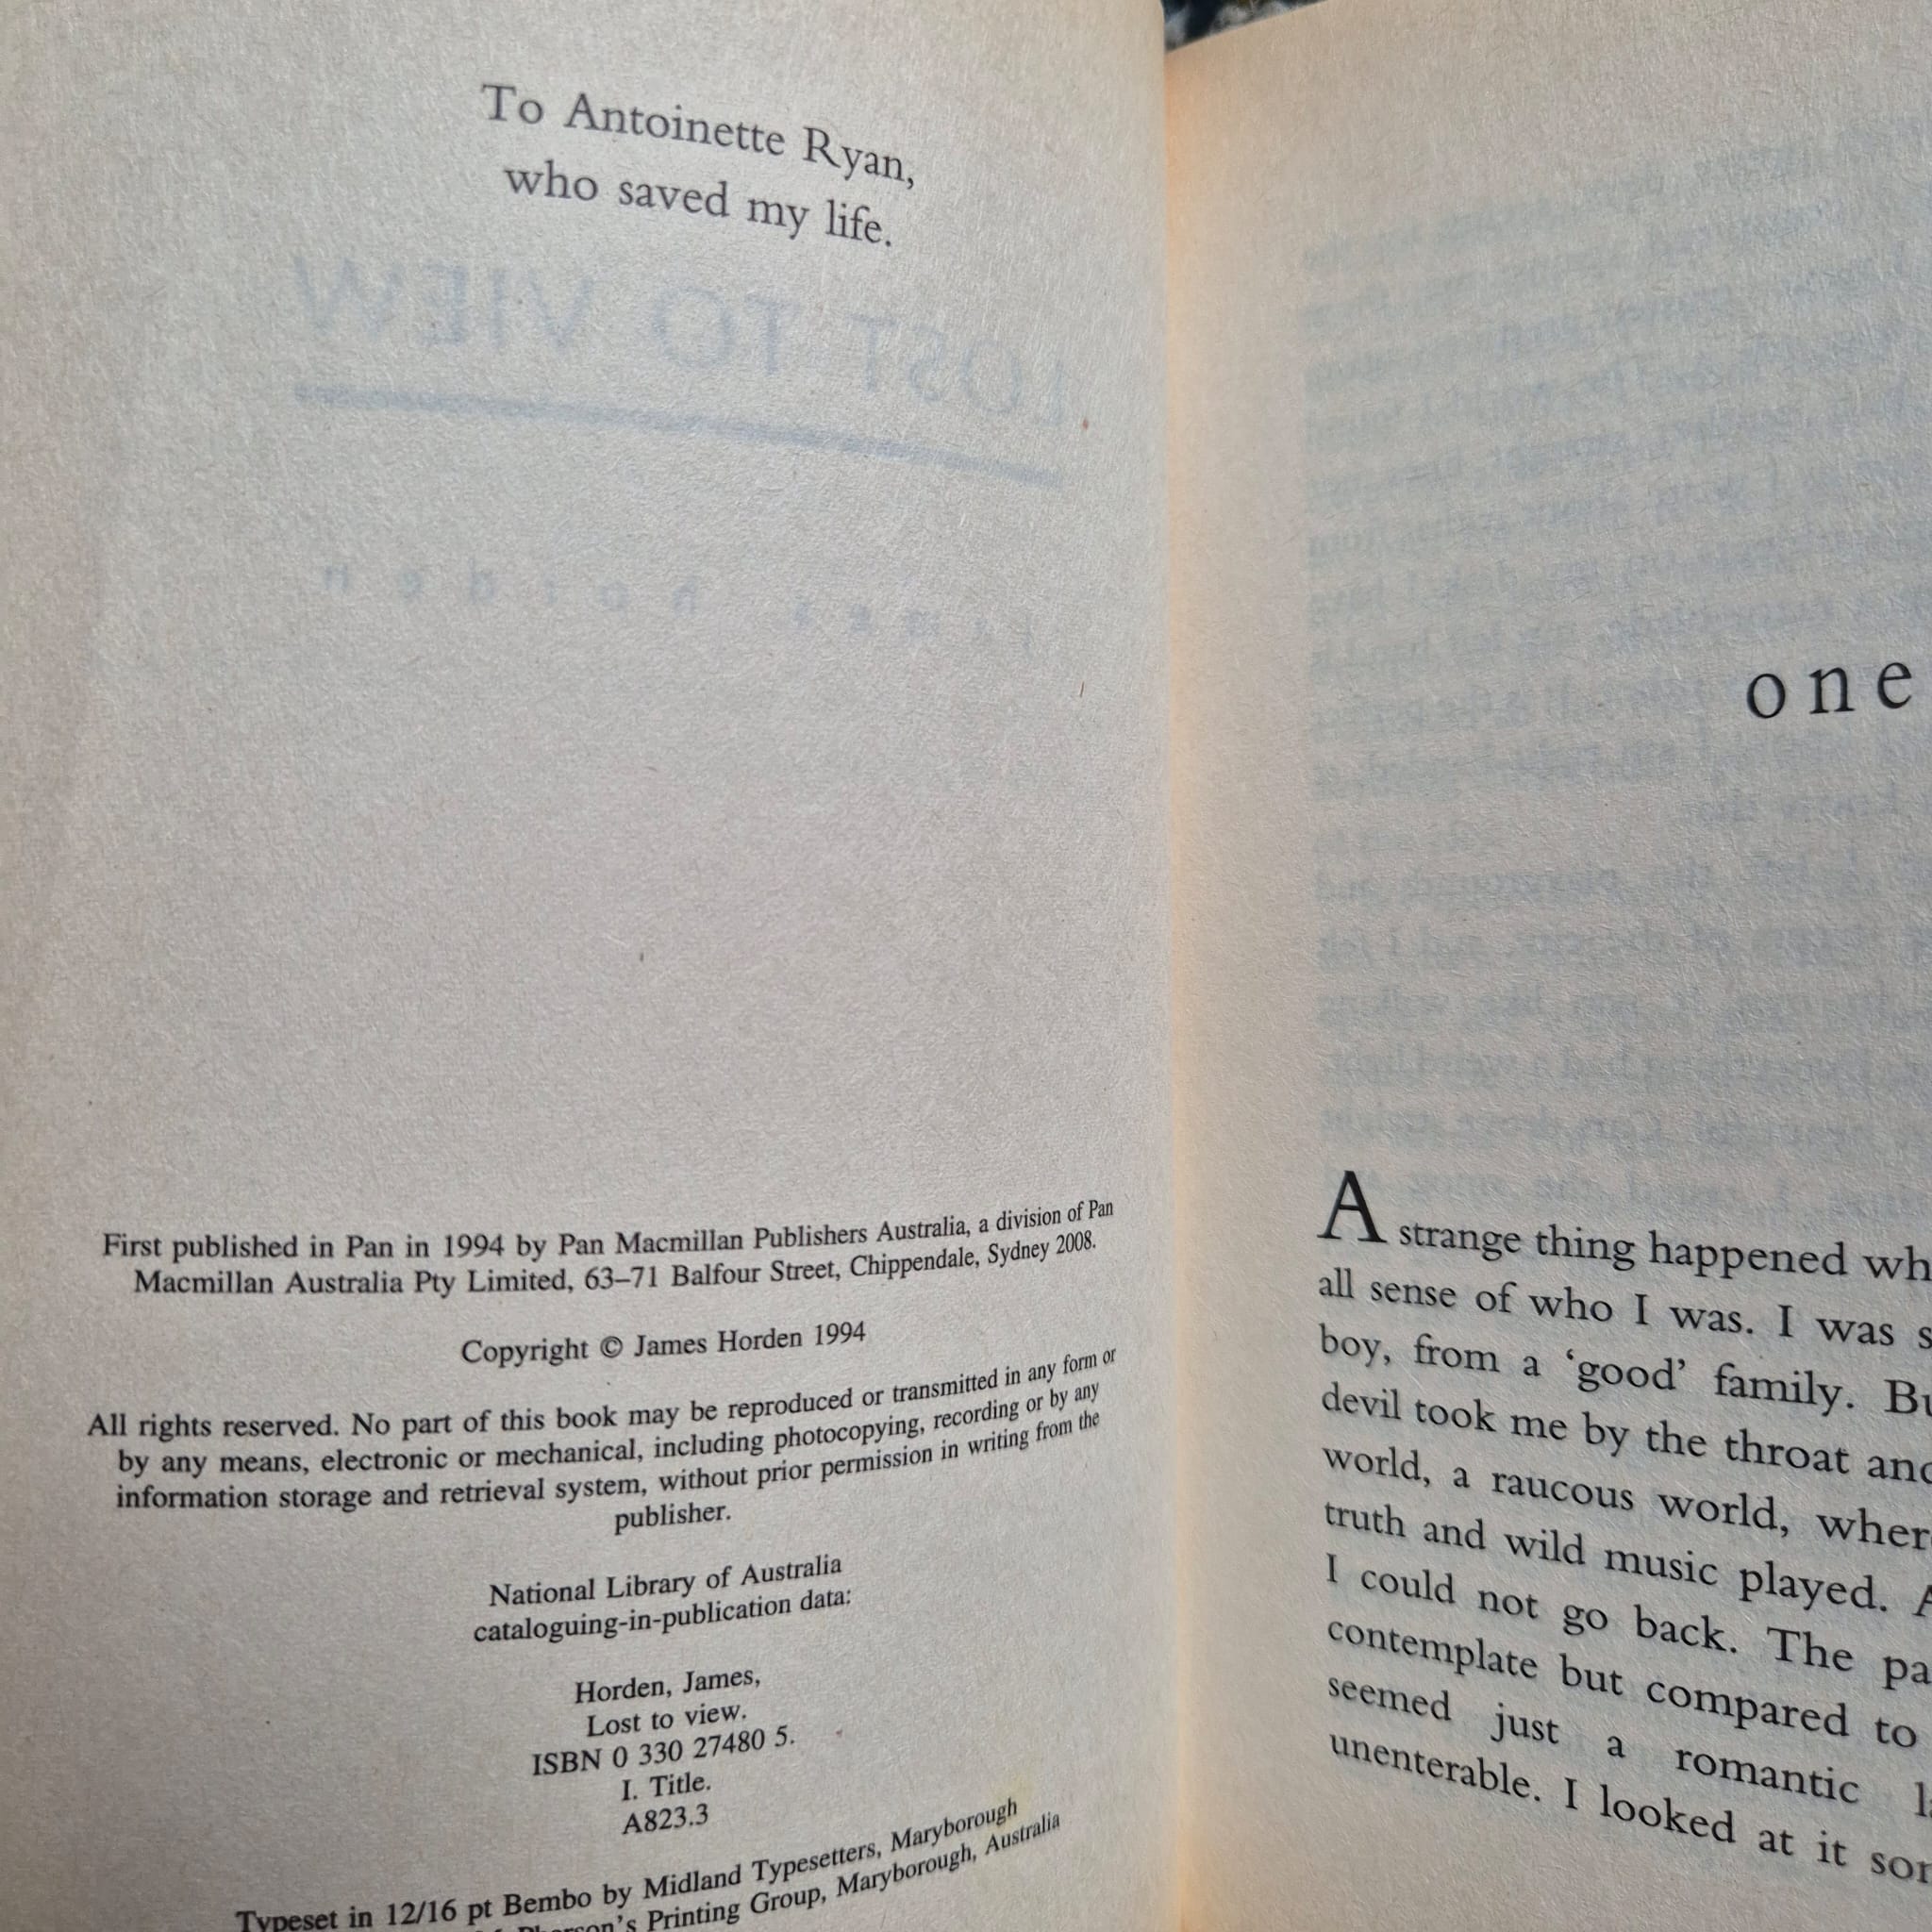 To Antoinette Ryan,
who saved my life.
LOST TO VIEW
james horden
First published in Pan in 1994 by Pan Macmillan Publishers Australia, a division of Pan
Macmillan Australia Pty Limited, 63–71 Balfour Street, Chippendale, Sydney 2008.
Copyright © James Horden 1994
All rights reserved. No part of this book may be reproduced or transmitted in any form or
by any means, electronic or mechanical, including photocopying, recording or by any
information storage and retrieval system, without prior permission in writing from the
publisher.
National Library of Australia
cataloguing-in-publication data:
Horden, James,
Lost to view.
ISBN 0 330 27480 5.
I. Title.
A823.3
Typeset in 12/16 pt Bembo by Midland Typesetters, Maryborough
Printing Group, Maryborough, Australia
one
A strange thing happened wh
all sense of who I was. I was s
boy, from a ‘good’ family. Bu
devil took me by the throat and
world, a raucous world, where
truth and wild music played. A
I could not go back. The pa
contemplate but compared to
seemed just a romantic la
unenterable. I looked at it som